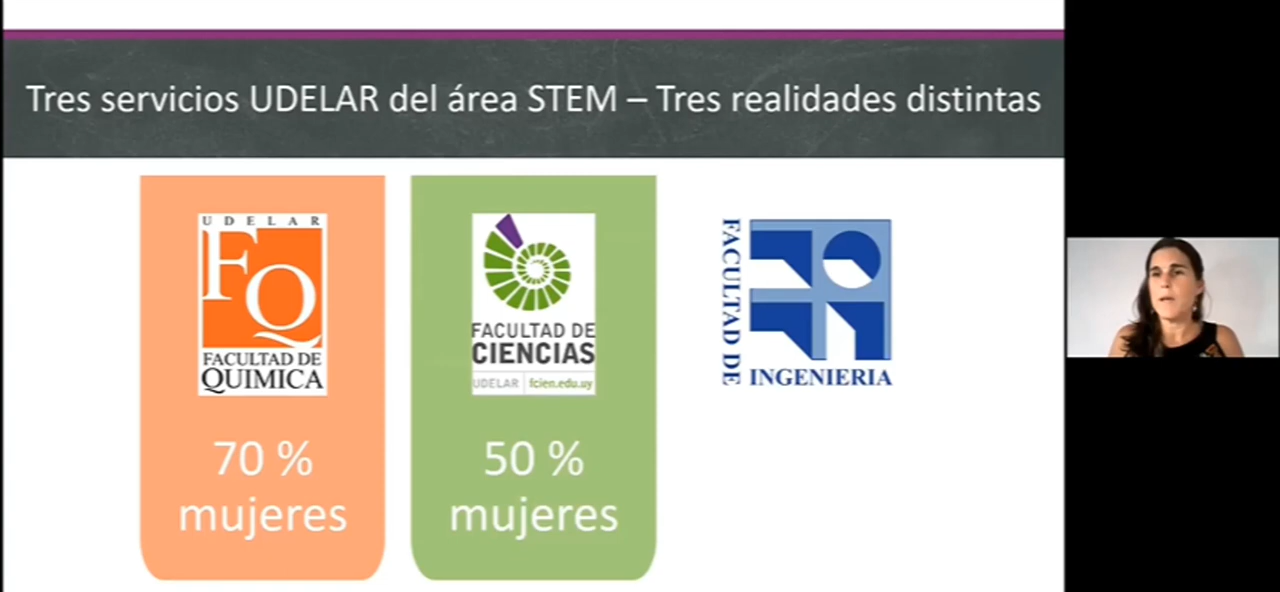 Tres servicios UDELAR del área STEM – Tres realidades distintas
UDELAR
FQ
FACULTAD DE
QUIMICA
70 %
mujeres
FACULTAD DE
CIENCIAS
UDELAR fcien.edu.uy
50 %
mujeres
FACULTAD DE
INGENIERIA